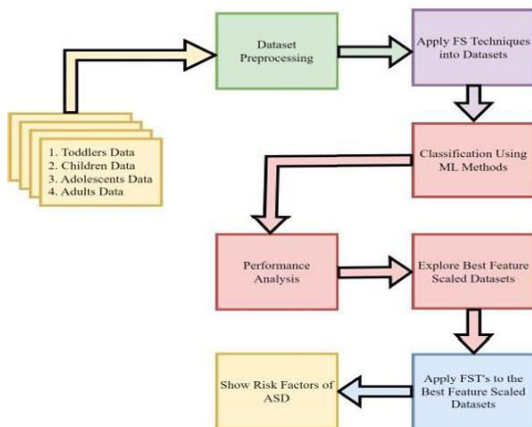 Dataset
Preprocessing
Apply FS Techniques
into Datasets
1. Toddlers Data
2. Children Data
3. Adolescents Data
4. Adults Data
Classification Using
ML Methods
Performance
Analysis
Explore Best Feature
Scaled Datasets
Show Risk Factors of
ASD
Apply FST's to the
Best Feature Scaled
Datasets